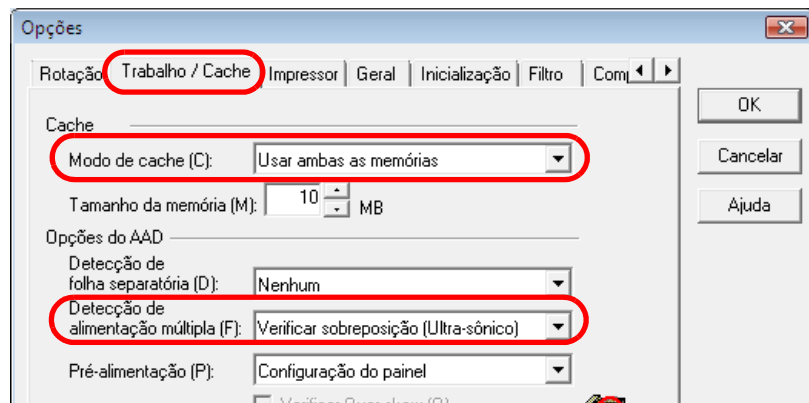 Opções
Rotação Trabalho / Cache Impressor Geral Inicialização Filtro
OK
Cache
Modo de cache (C): Usar ambas as memórias
Cancelar
Tamanho da memória (M): 10 MB
Ajuda
Opções do AAD
Detecção de
folha separatória (D): Nenhum
Detecção de
alimentação múltipla (F): Verificar sobreposição (Ultra-sônico)
Pré-alimentação (P): Configuração do painel